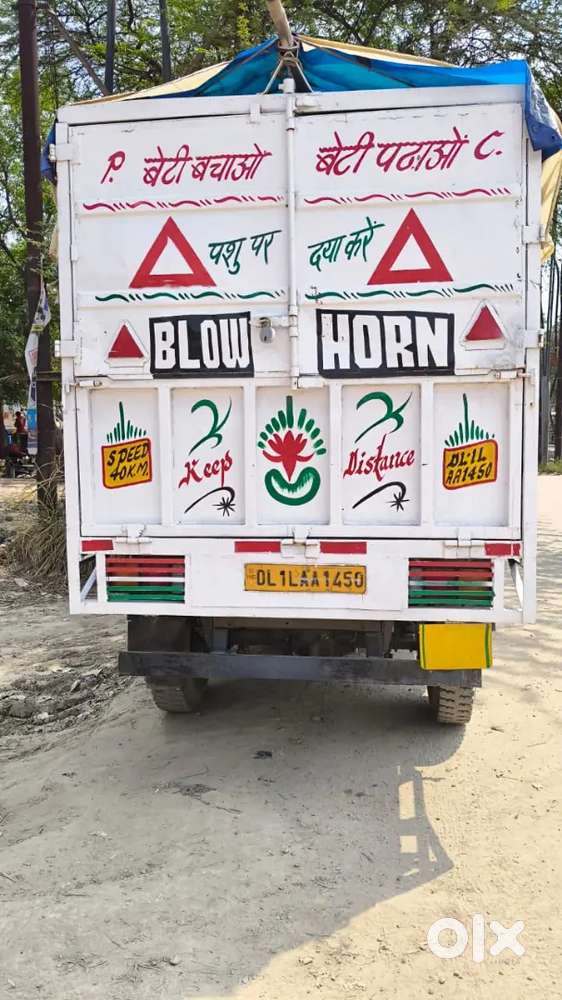 P. बेटी बचाओं बेटी पढाओं C.
पशु पर दया करें
BLOW HORN
SPEED 40K.M Keep Distance DL1L AA1450
DL1LAA1450
olx